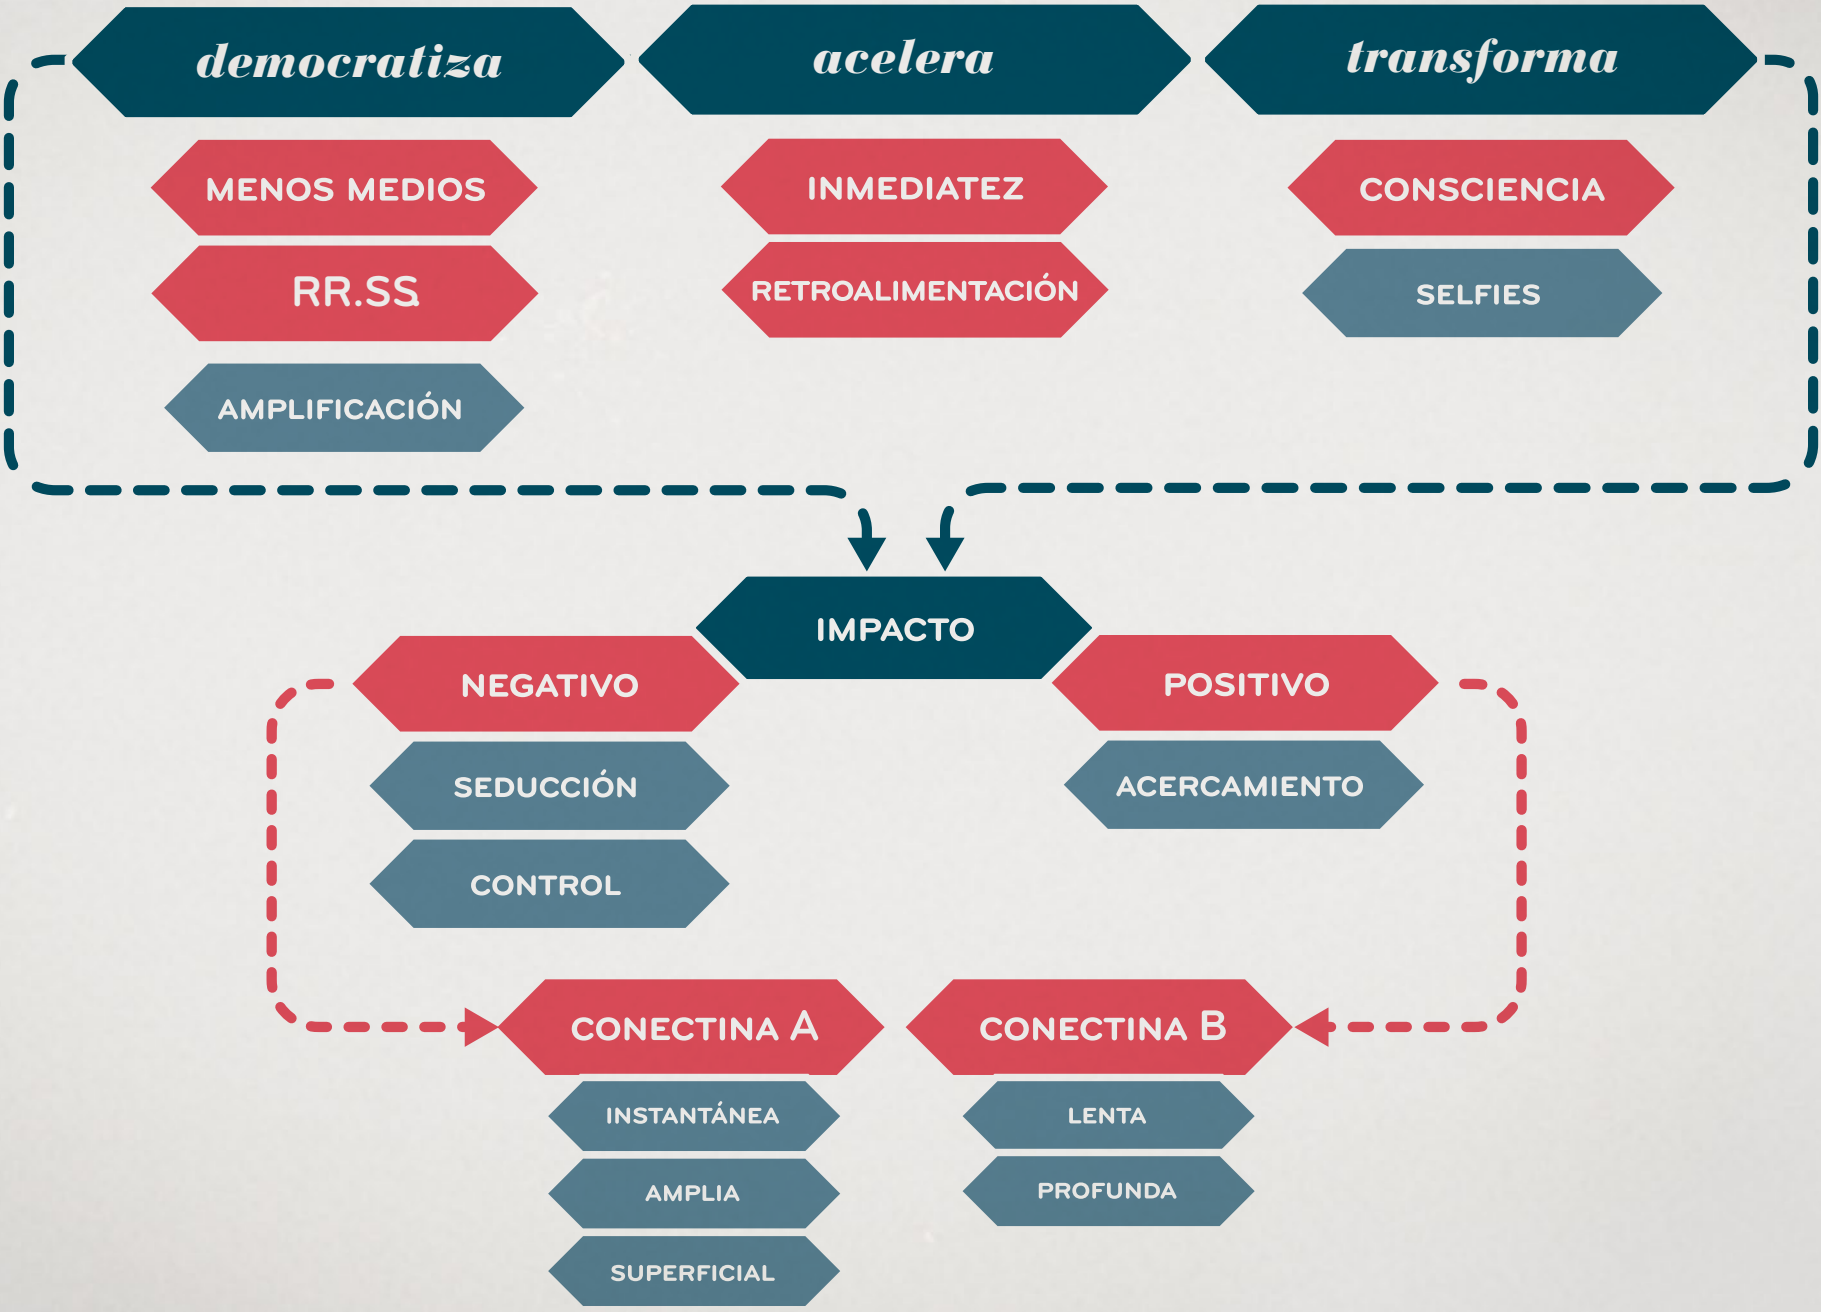 democratiza
acelera
transforma
MENOS MEDIOS
RR.SS.
AMPLIFICACIÓN
INMEDIATEZ
RETROALIMENTACIÓN
CONSCIENCIA
SELFIES
IMPACTO
NEGATIVO
SEDUCCIÓN
CONTROL
POSITIVO
ACERCAMIENTO
CONECTINA A
INSTANTÁNEA
AMPLIA
SUPERFICIAL
CONECTINA B
LENTA
PROFUNDA